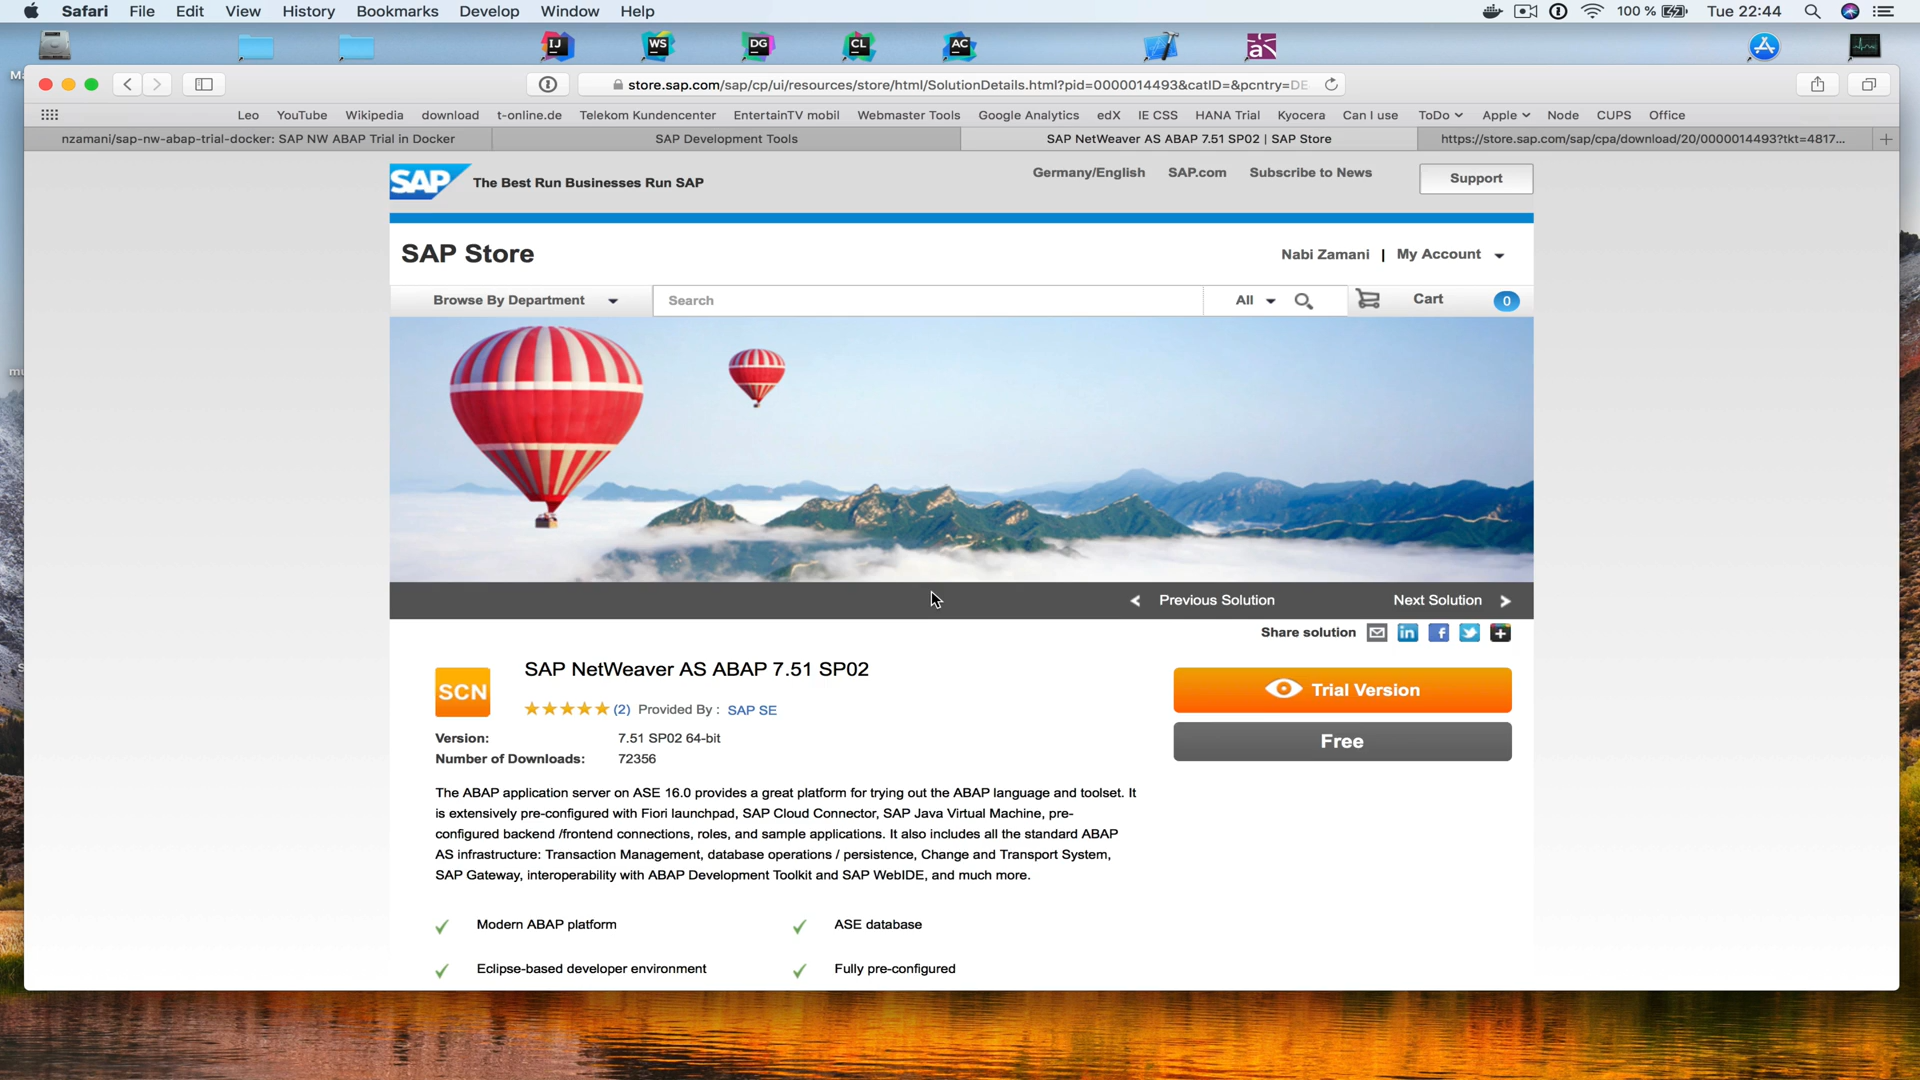 Safari File Edit View History Bookmarks Develop Window Help 100 % Tue 22:44
IJ WS DG CL AC
store.sap.com/sap/cp/ui/resources/store/html/SolutionDetails.html?pid=0000014493&catID=&pcntry=DE
Leo YouTube Wikipedia download t-online.de Telekom Kundencenter EntertainTV mobil Webmaster Tools Google Analytics edX IE CSS HANA Trial Kyocera Can I use ToDo Apple Node CUPS Office
nzamani/sap-nw-abap-trial-docker: SAP NW ABAP Trial in Docker SAP Development Tools SAP NetWeaver AS ABAP 7.51 SP02 | SAP Store https://store.sap.com/sap/cpa/download/20/0000014493?tkt=4817...
SAP The Best Run Businesses Run SAP Germany/English SAP.com Subscribe to News Support
SAP Store Nabi Zamani | My Account
Browse By Department Search All Cart 0
Previous Solution Next Solution
Share solution
SCN SAP NetWeaver AS ABAP 7.51 SP02 Trial Version
(2) Provided By : SAP SE
Version: 7.51 SP02 64-bit Free
Number of Downloads: 72356
The ABAP application server on ASE 16.0 provides a great platform for trying out the ABAP language and toolset. It
is extensively pre-configured with Fiori launchpad, SAP Cloud Connector, SAP Java Virtual Machine, pre-
configured backend /frontend connections, roles, and sample applications. It also includes all the standard ABAP
AS infrastructure: Transaction Management, database operations / persistence, Change and Transport System,
SAP Gateway, interoperability with ABAP Development Toolkit and SAP WebIDE, and much more.
Modern ABAP platform ASE database
Eclipse-based developer environment Fully pre-configured